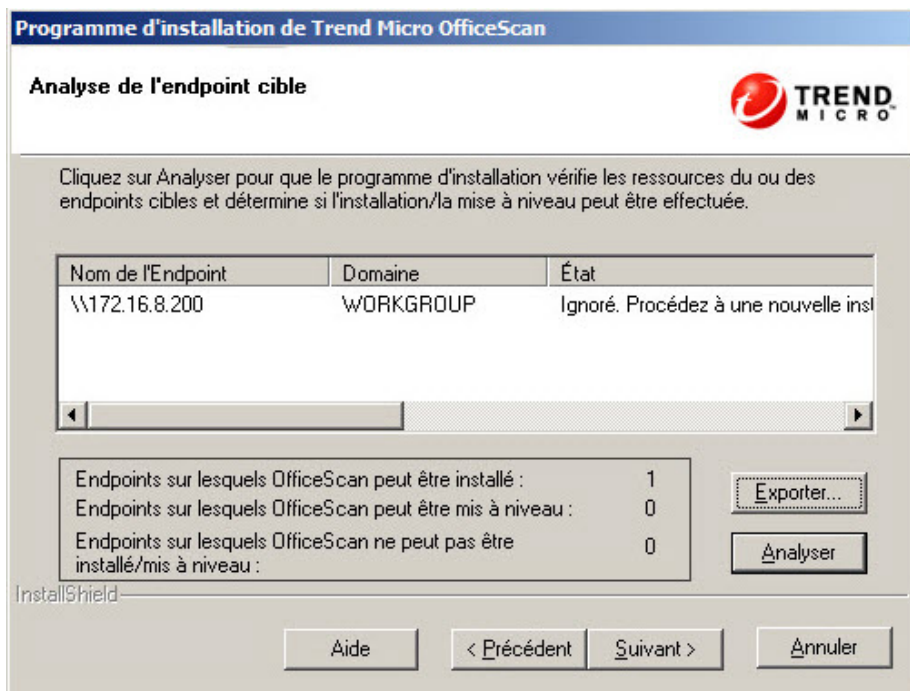 Programme d'installation de Trend Micro OfficeScan
Analyse de l'endpoint cible
TREND
MICRO
Cliquez sur Analyser pour que le programme d'installation vérifie les ressources du ou des
endpoints cibles et détermine si l'installation/la mise à niveau peut être effectuée.
Nom de l'Endpoint Domaine État
\\172.16.8.200 WORKGROUP Ignoré. Procédez à une nouvelle inst
Endpoints sur lesquels OfficeScan peut être installé : 1
Endpoints sur lesquels OfficeScan peut être mis à niveau : 0
Endpoints sur lesquels OfficeScan ne peut pas être
installé/mis à niveau : 0
Exporter...
Analyser
InstallShield
Aide < Précédent Suivant > Annuler